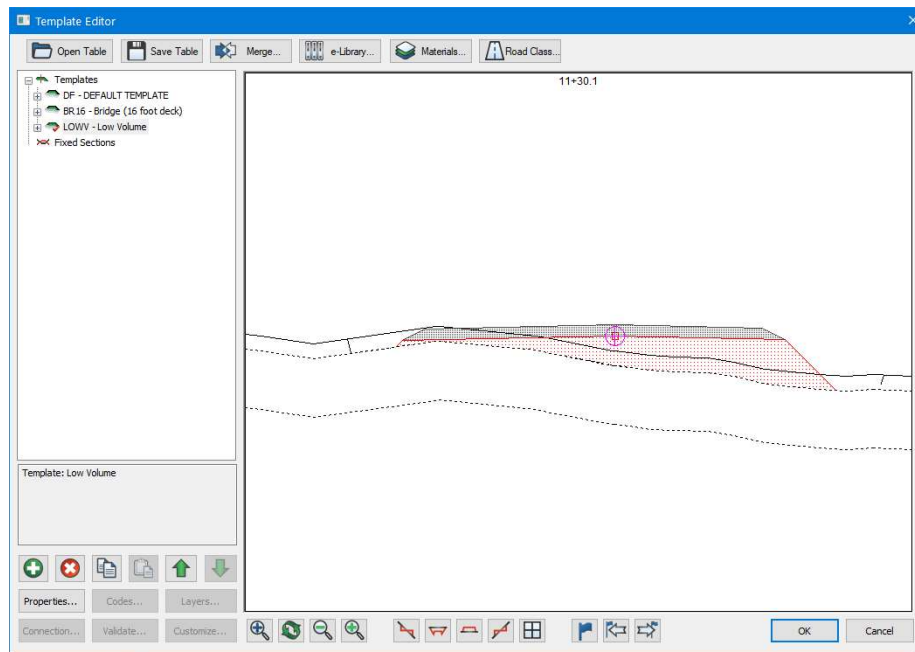 Template Editor
Open Table
Save Table
Merge...
e-Library...
Materials...
Road Class...
Templates
DF - DEFAULT TEMPLATE
BR16 - Bridge (16 foot deck)
LOWV - Low Volume
Fixed Sections
11+30.1
Template: Low Volume
Properties...
Codes...
Layers...
Connection...
Validate...
Customize...
OK
Cancel